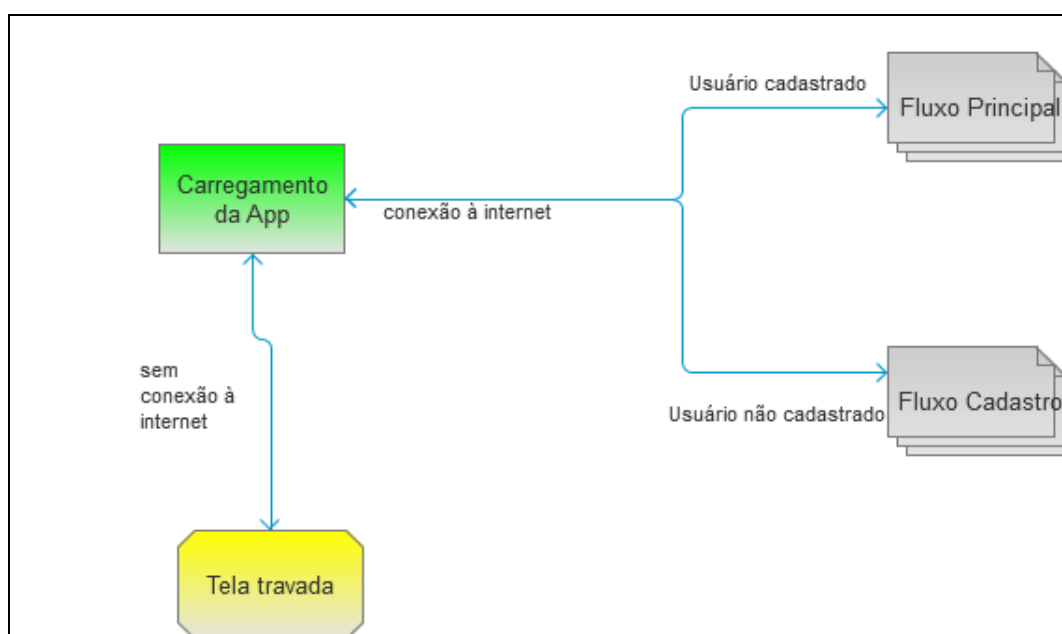 Usuário cadastrado
Fluxo Principal
Carregamento
da App
conexão à internet
sem
conexão à
internet
Fluxo Cadastro
Usuário não cadastrado
Tela travada